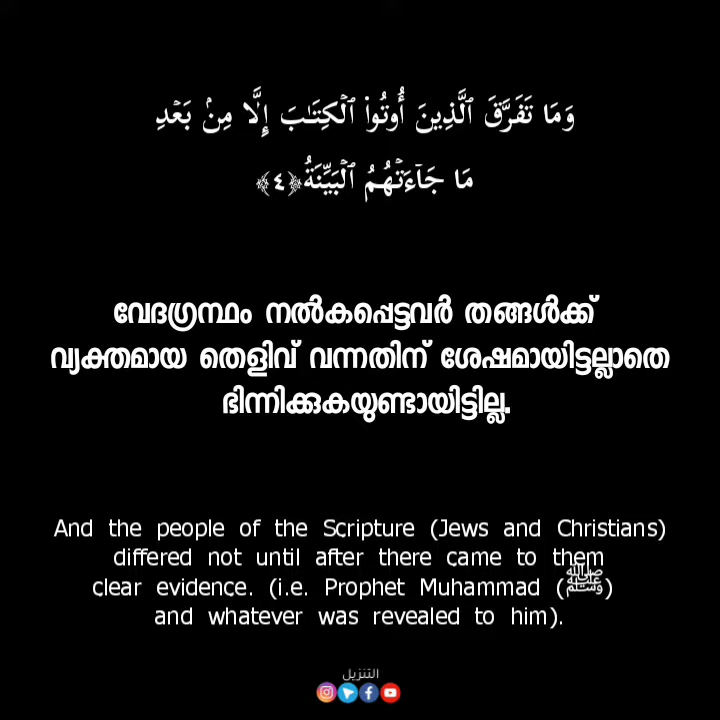 وَمَا تَفَرَّقَ ٱلَّذِينَ أُوتُوا۟ ٱلْكِتَـٰبَ إِلَّا مِنۢ بَعْدِ
مَا جَآءَتْهُمُ ٱلْبَيِّنَةُ﴿٤﴾
വേദഗ്രന്ഥം നൽകപ്പെട്ടവർ തങ്ങൾക്ക്
വ്യക്തമായ തെളിവ് വന്നതിന് ശേഷമായിട്ടല്ലാതെ
ഭിന്നിക്കുകയുണ്ടായിട്ടില്ല.
And the people of the Scripture (Jews and Christians)
differed not until after there came to them
clear evidence. (i.e. Prophet Muhammad (ﷺ)
and whatever was revealed to him).
التنزيل